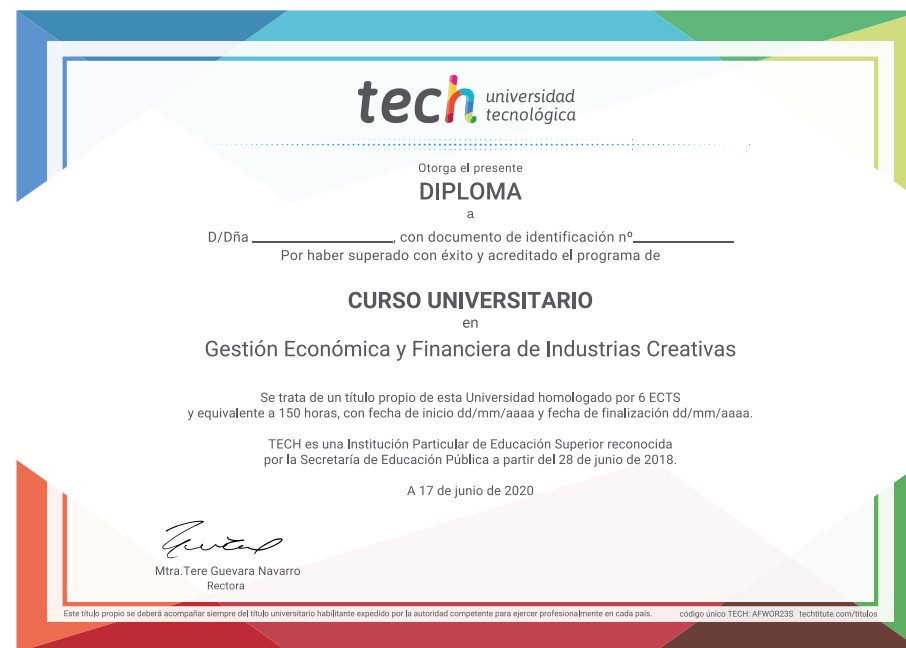 tech universidad
tecnológica
Otorga el presente
DIPLOMA
a
D/Dña ____________, con documento de identificación nº____________
Por haber superado con éxito y acreditado el programa de
CURSO UNIVERSITARIO
en
Gestión Económica y Financiera de Industrias Creativas
Se trata de un título propio de esta Universidad homologado por 6 ECTS
y equivalente a 150 horas, con fecha de inicio dd/mm/aaaa y fecha de finalización dd/mm/aaaa.
TECH es una Institución Particular de Educación Superior reconocida
por la Secretaría de Educación Pública a partir del 28 de junio de 2018.
A 17 de junio de 2020
Mtra.Tere Guevara Navarro
Rectora
Este título propio se deberá acompañar siempre del título universitario habilitante expedido por la autoridad competente para ejercer profesionalmente en cada país. código único TECH: AFWOR23S techtitute.com/titulos